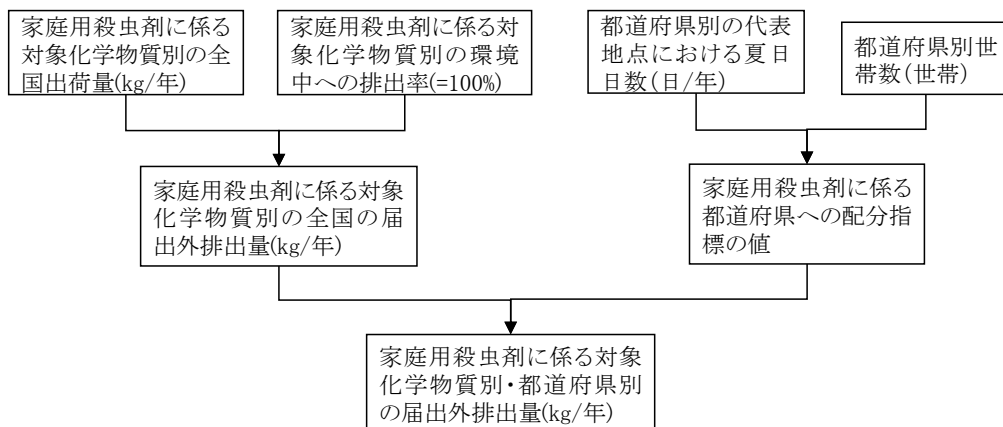 家庭用殺虫剤に係る
対象化学物質別の全
国出荷量(kg/年)
家庭用殺虫剤に係る対
象化学物質別の環境
中への排出率(=100%)
都道府県別の代表
地点における夏日
日数(日/年)
都道府県別世
帯数(世帯)
家庭用殺虫剤に係る対象
化学物質別の全国の届
出外排出量(kg/年)
家庭用殺虫剤に係る
都道府県への配分指
標の値
家庭用殺虫剤に係る対象
化学物質別・都道府県別
の届出外排出量(kg/年)